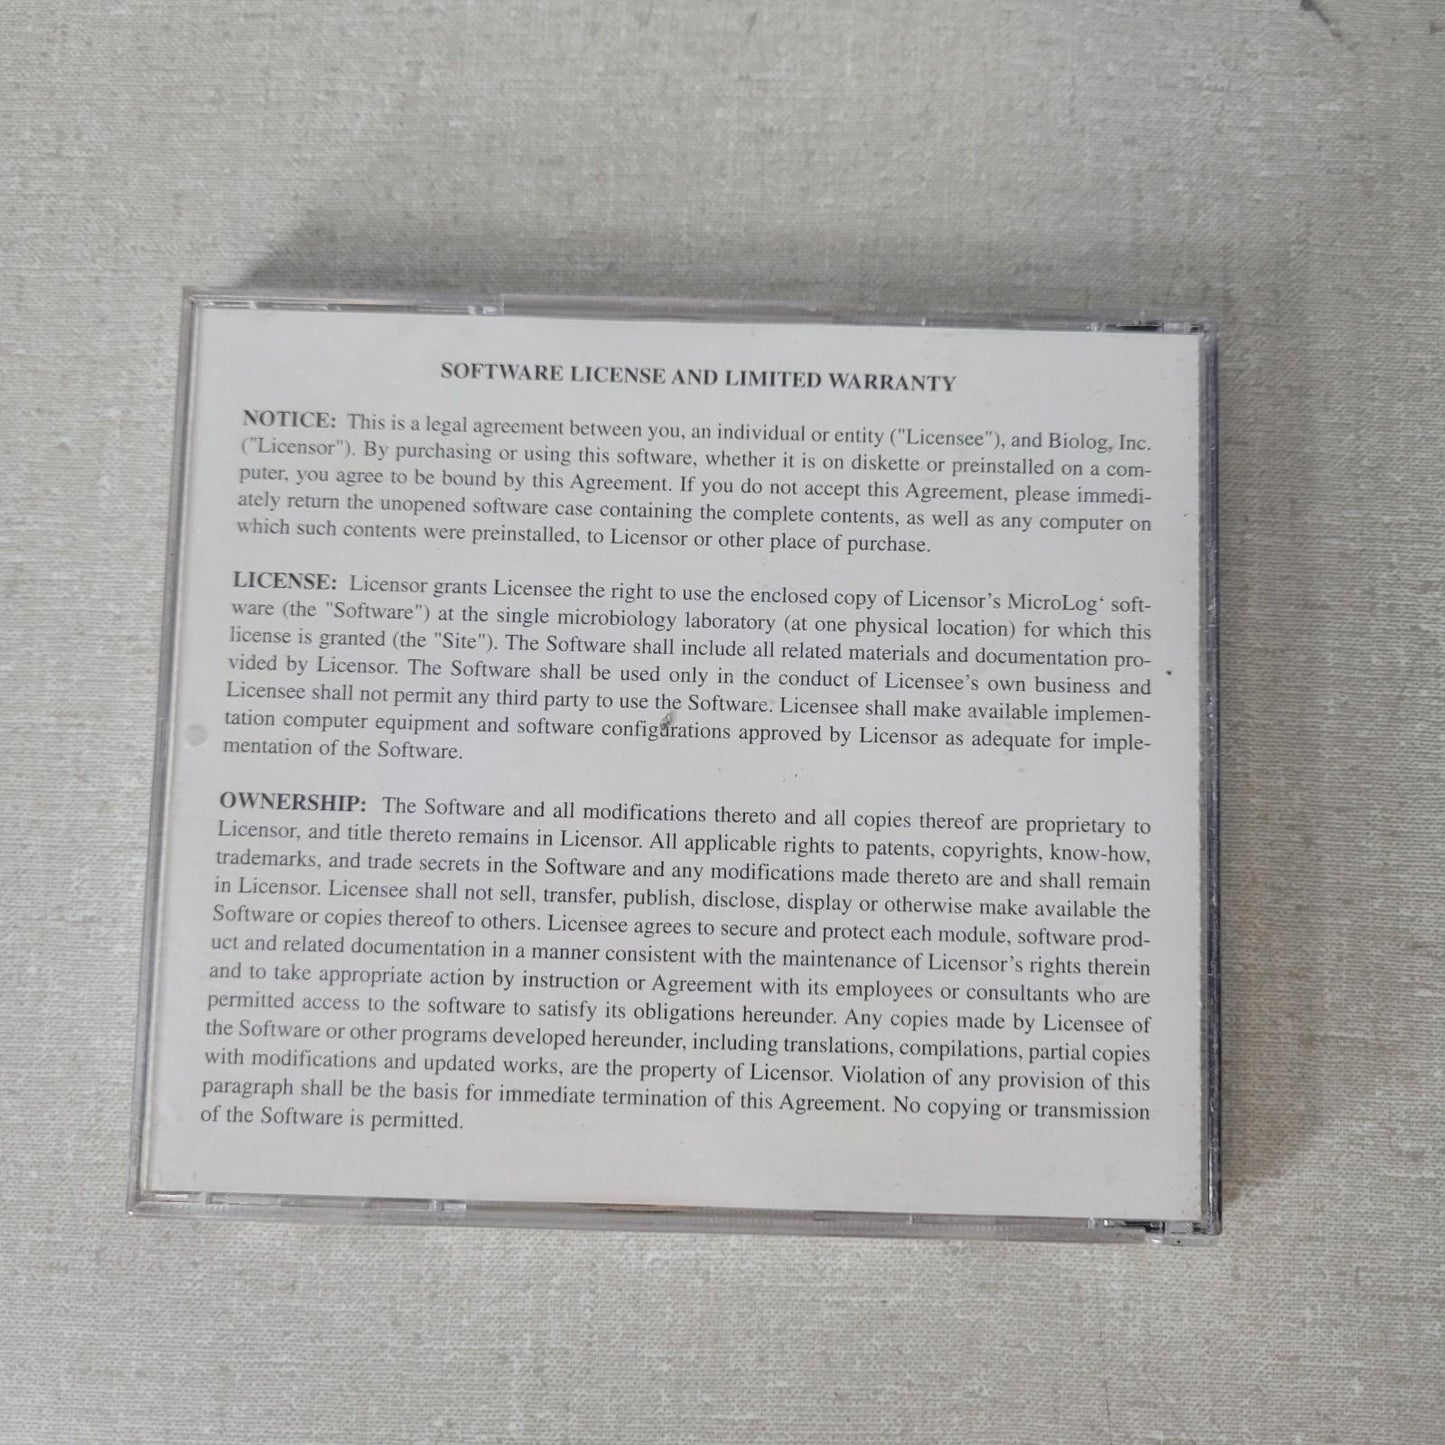 SOFTWARE LICENSE AND LIMITED WARRANTY
NOTICE: This is a legal agreement between you, an individual or entity ("Licensee"), and Biolog, Inc.
("Licensor"). By purchasing or using this software, whether it is on diskette or preinstalled on a com-
puter, you agree to be bound by this Agreement. If you do not accept this Agreement, please immedi-
ately return the unopened software case containing the complete contents, as well as any computer on
which such contents were preinstalled, to Licensor or other place of purchase.
LICENSE: Licensor grants Licensee the right to use the enclosed copy of Licensor's MicroLog‘ soft-
ware (the "Software") at the single microbiology laboratory (at one physical location) for which this
license is granted (the "Site"). The Software shall include all related materials and documentation pro-
vided by Licensor. The Software shall be used only in the conduct of Licensee's own business and
Licensee shall not permit any third party to use the Software. Licensee shall make available implemen-
tation computer equipment and software configurations approved by Licensor as adequate for imple-
mentation of the Software.
OWNERSHIP: The Software and all modifications thereto and all copies thereof are proprietary to
Licensor, and title thereto remains in Licensor. All applicable rights to patents, copyrights, know-how,
trademarks, and trade secrets in the Software and any modifications made thereto are and shall remain
in Licensor. Licensee shall not sell, transfer, publish, disclose, display or otherwise make available the
Software or copies thereof to others. Licensee agrees to secure and protect each module, software prod-
uct and related documentation in a manner consistent with the maintenance of Licensor's rights therein
and to take appropriate action by instruction or Agreement with its employees or consultants who are
permitted access to the software to satisfy its obligations hereunder. Any copies made by Licensee of
the Software or other programs developed hereunder, including translations, compilations, partial copies
with modifications and updated works, are the property of Licensor. Violation of any provision of this
paragraph shall be the basis for immediate termination of this Agreement. No copying or transmission
of the Software is permitted.